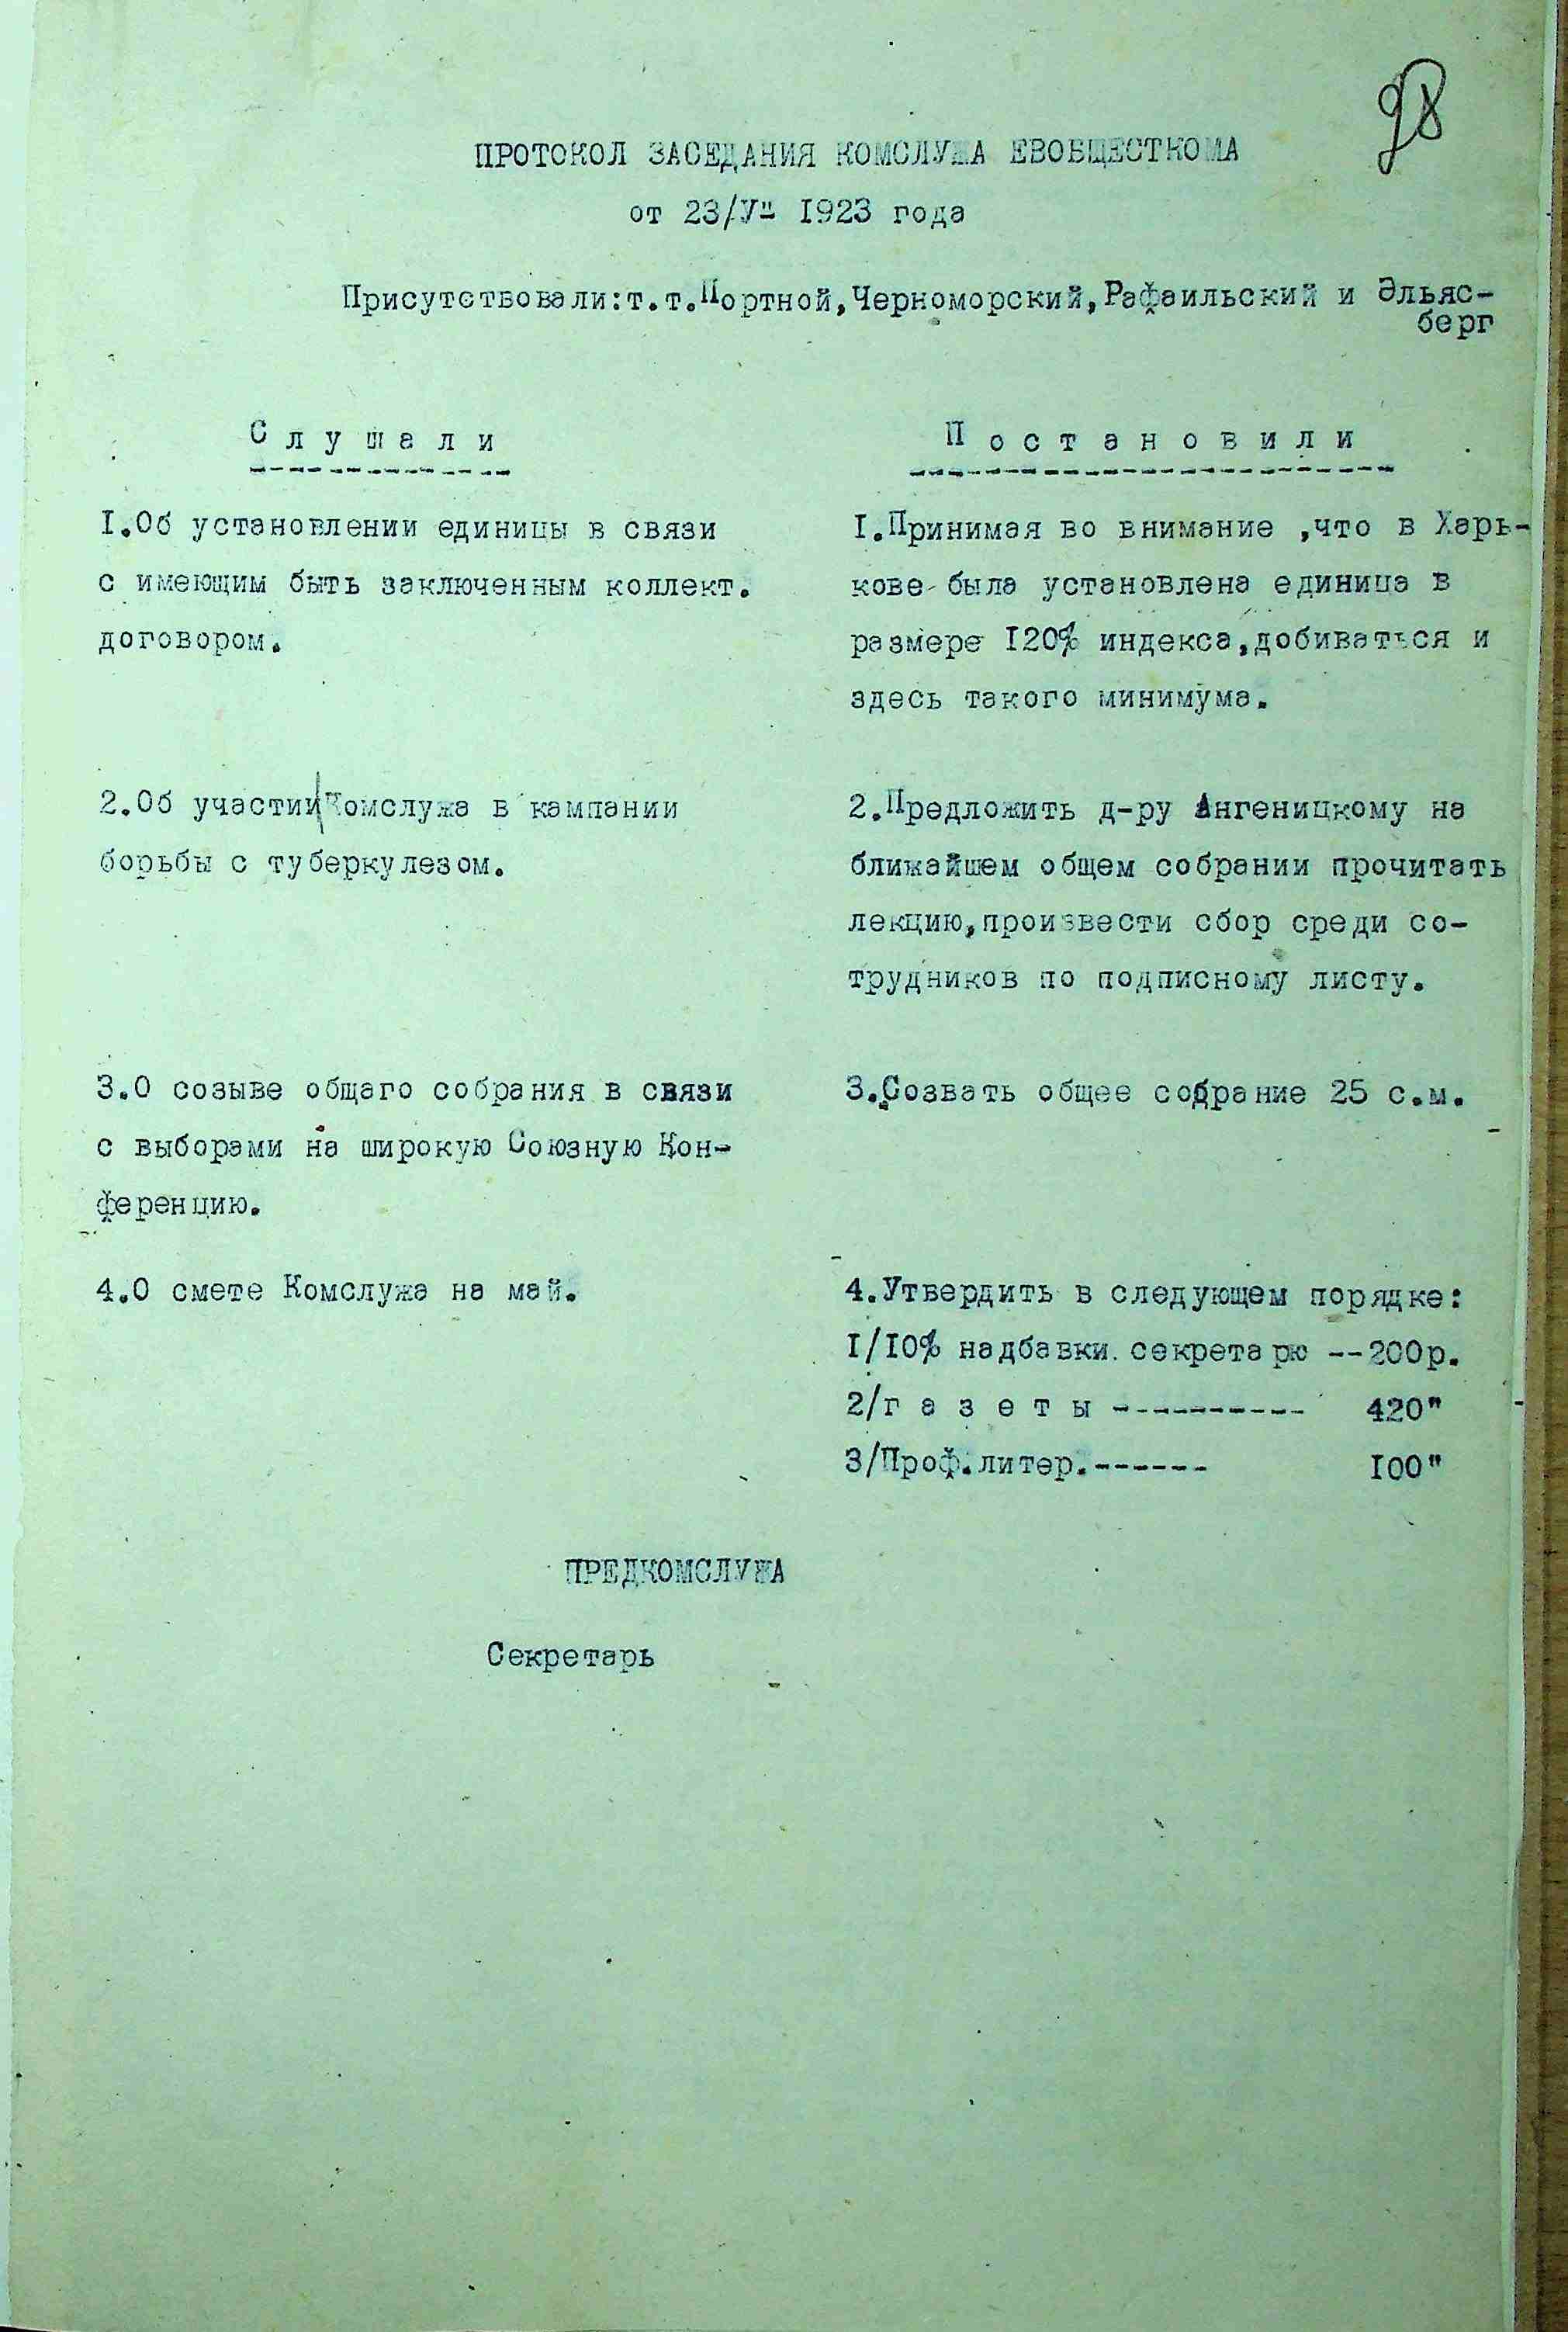 98
ПРОТОКОЛ ЗАСЕДАНИЯ КОМСЛУЖА ЕВОБЩЕСТКОМА
от 23/У- 1923 года
Присутствовали:т.т.Портной,Черноморский,Рафаильский и Эльяс-
берг
С л у ш а л и
П о с т а н о в и л и
1.Об установлении единицы в связи
с имеющим быть заключенным коллект.
договором.
1.Принимая во внимание ,что в Харь-
кове была установлена единица в
размере 120% индекса,добиваться и
здесь такого минимума.
2.Об участии Комслужа в кампании
борьбы с туберкулезом.
2.Предложить д-ру Ангеницкому на
ближайшем общем собрании прочитать
лекцию,произвести сбор среди со-
трудников по подписному листу.
3.О созыве общаго собрания в связи
с выборами на широкую Союзную Кон-
ференцию.
3.Созвать общее собрание 25 с.м.
4.О смете Комслужа на май.
4.Утвердить в следующем порядке:
1/10% надбавки секретарю --200р.
2/г а з е т ы ----------- 420"
3/Проф.литер.------ 100"
ПРЕДКОМСЛУЖА
Секретарь